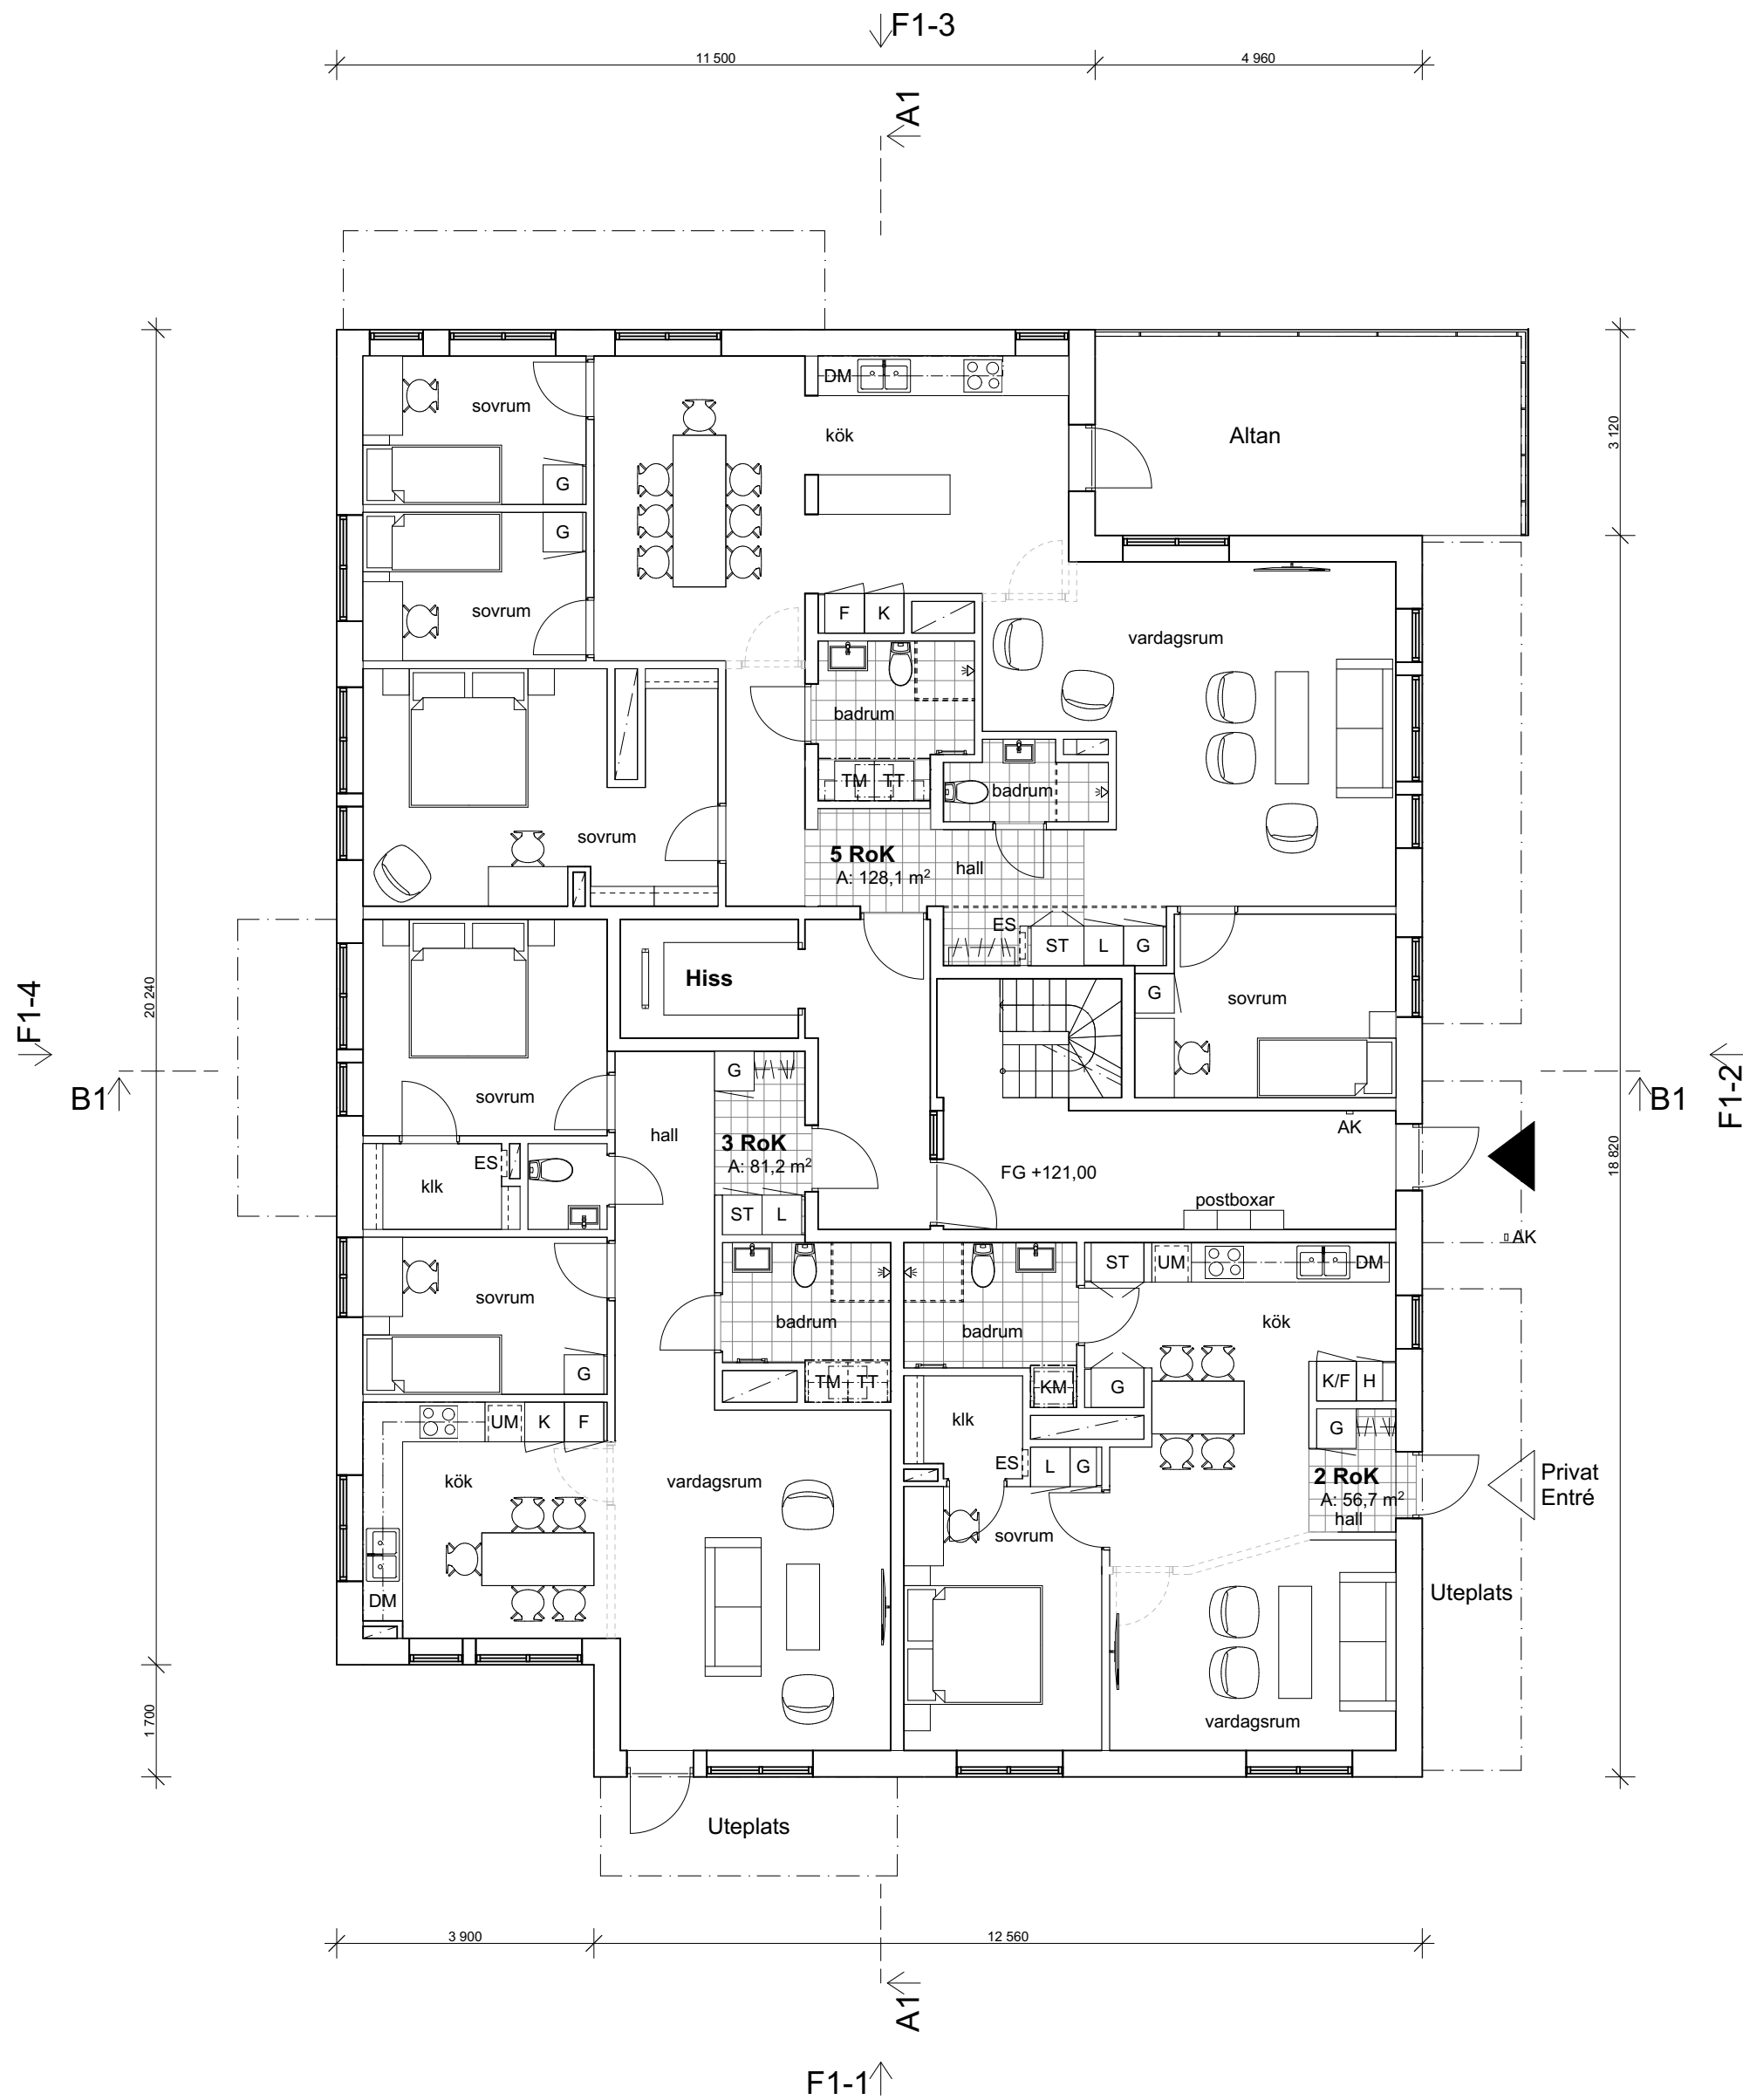 F1-3
11 500
4 960
A1
DM
sovrum
kök
Altan
3 120
G
G
sovrum
F
K
vardagsrum
badrum
TM
TT
badrum
sovrum
5 RoK
A: 128,1 m²
hall
ES
ST
L
G
Hiss
G
sovrum
20 240
F1-4
B1
B1
F1-2
sovrum
G
hall
3 RoK
A: 81,2 m²
AK
18 820
ES
klk
FG +121,00
postboxar
ST
L
AK
ST
UM
DM
sovrum
badrum
badrum
kök
G
TM
TT
KM
G
K/F
H
UM
K
F
klk
G
kök
vardagsrum
ES
L
G
2 RoK
A: 56,7 m²
hall
Privat
Entré
sovrum
DM
Uteplats
1 700
vardagsrum
Uteplats
3 900
12 560
A1
F1-1